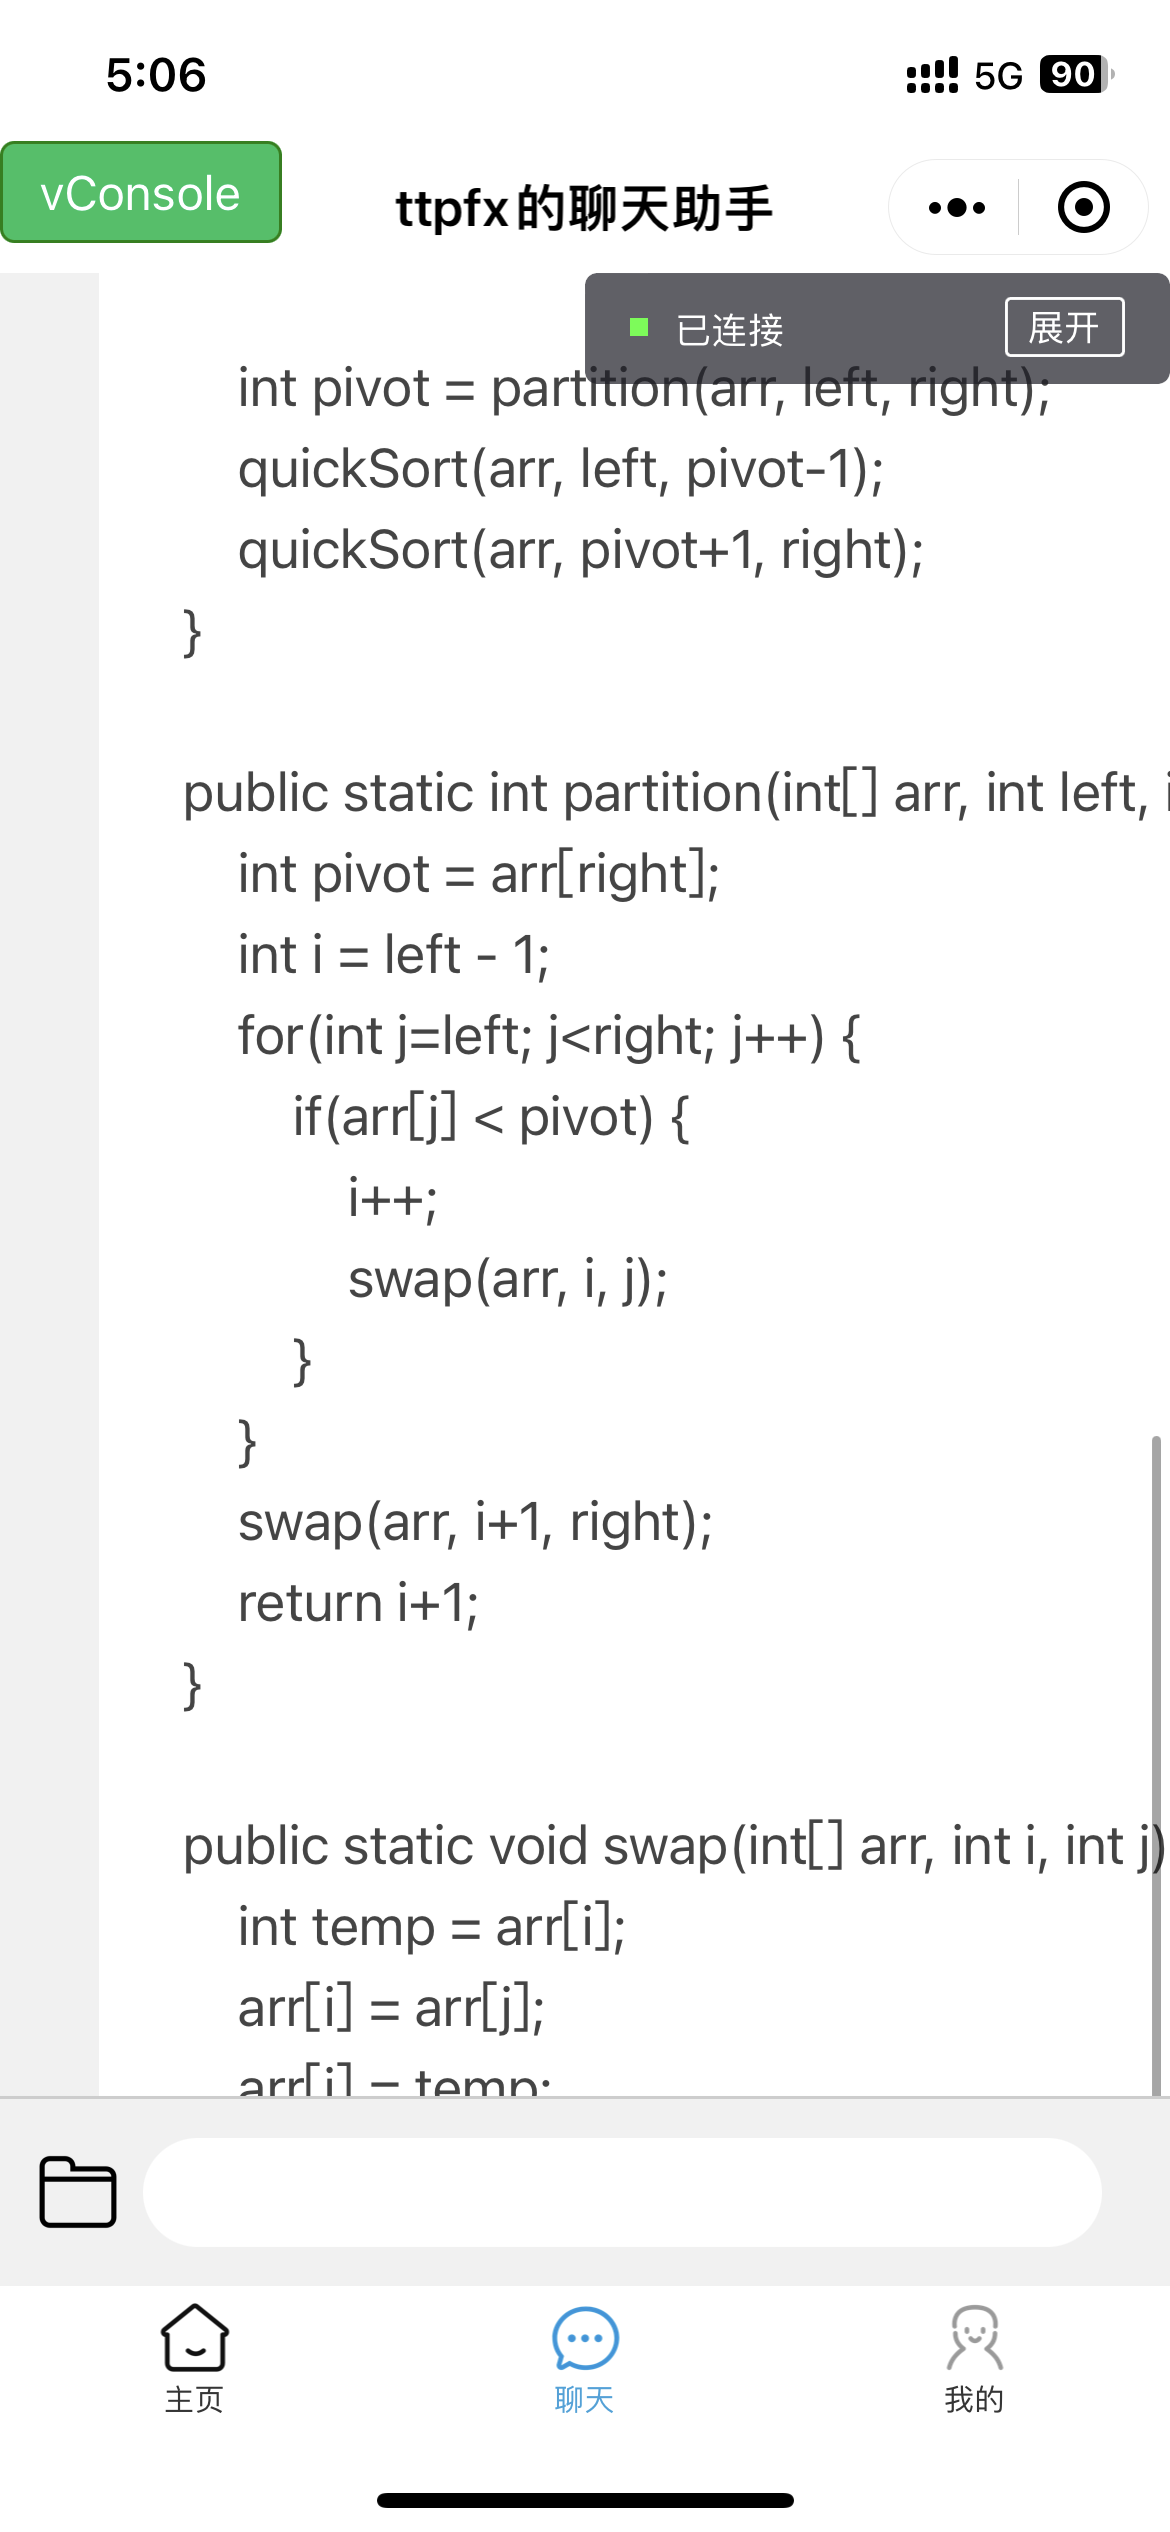 5:06
5G 90
vConsole
ttpfx的聊天助手
已连接
展开
int pivot = partition(arr, left, right);
quickSort(arr, left, pivot-1);
quickSort(arr, pivot+1, right);
}
public static int partition(int[] arr, int left, i
int pivot = arr[right];
int i = left - 1;
for(int j=left; j<right; j++) {
if(arr[j] < pivot) {
i++;
swap(arr, i, j);
}
}
swap(arr, i+1, right);
return i+1;
}
public static void swap(int[] arr, int i, int j)
int temp = arr[i];
arr[i] = arr[j];
arr[j] = temp;
主页
聊天
我的